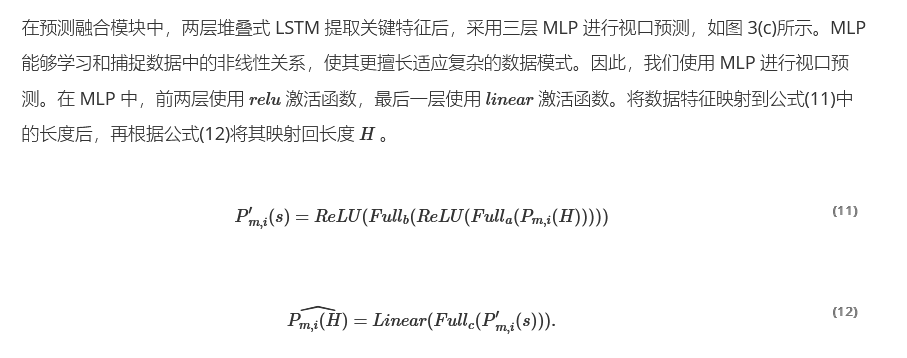 在预测融合模块中，两层堆叠式 LSTM 提取关键特征后，采用三层 MLP 进行视口预测，如图 3(c)所示。MLP
能够学习和捕捉数据中的非线性关系，使其更擅长适应复杂的数据模式。因此，我们使用 MLP 进行视口预
测。在 MLP 中，前两层使用 relu 激活函数，最后一层使用 linear 激活函数。将数据特征映射到公式(11)中
的长度后，再根据公式(12)将其映射回长度 H 。
P′_{m,i}(s) = ReLU(Full_b(ReLU(Full_a(P_{m,i}(H))))) (11)
\widehat{P_{m,i}(H)} = Linear(Full_c(P′_{m,i}(s))). (12)